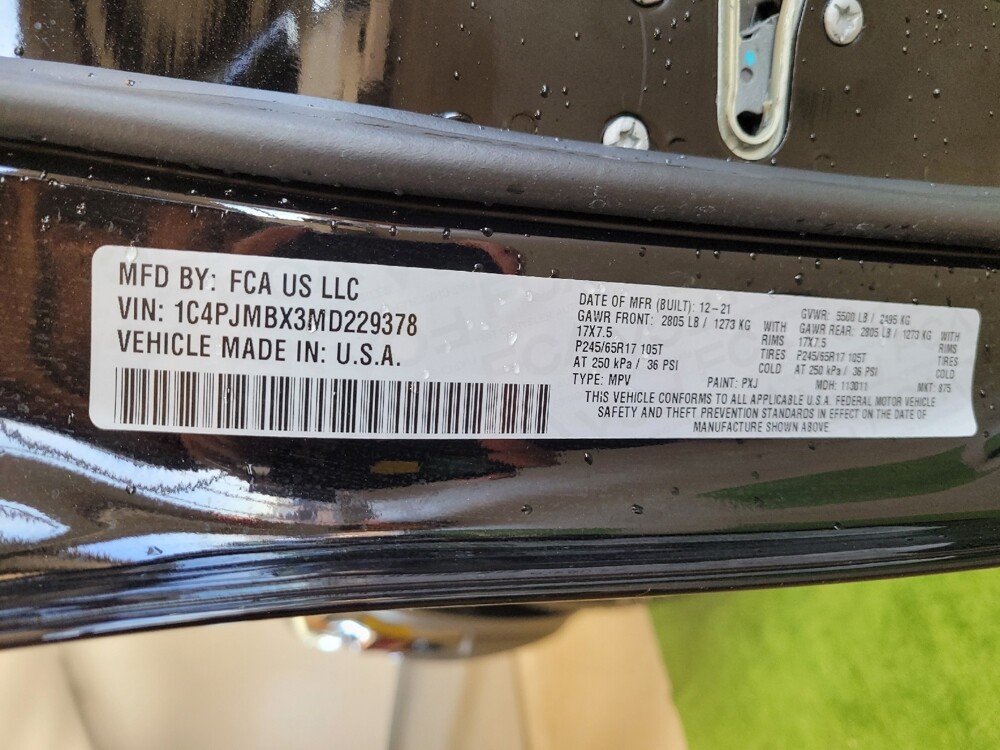 MFD BY: FCA US LLC
VIN: 1C4PJMBX3MD229378
VEHICLE MADE IN: U.S.A.
DATE OF MFR (BUILT): 12-21 GVWR: 5500 LB / 2495 KG
GAWR FRONT: 2805 LB / 1273 KG WITH GAWR REAR: 2805 LB / 1273 KG WITH
17X7.5 RIMS 17X7.5 RIMS
P245/65R17 105T TIRES P245/65R17 105T TIRES
AT 250 kPa / 36 PSI COLD AT 250 kPa / 36 PSI COLD
TYPE: MPV PAINT: PXJ MDH: 113011 MKT: 875
THIS VEHICLE CONFORMS TO ALL APPLICABLE U.S.A. FEDERAL MOTOR VEHICLE
SAFETY AND THEFT PREVENTION STANDARDS IN EFFECT ON THE DATE OF
MANUFACTURE SHOWN ABOVE.